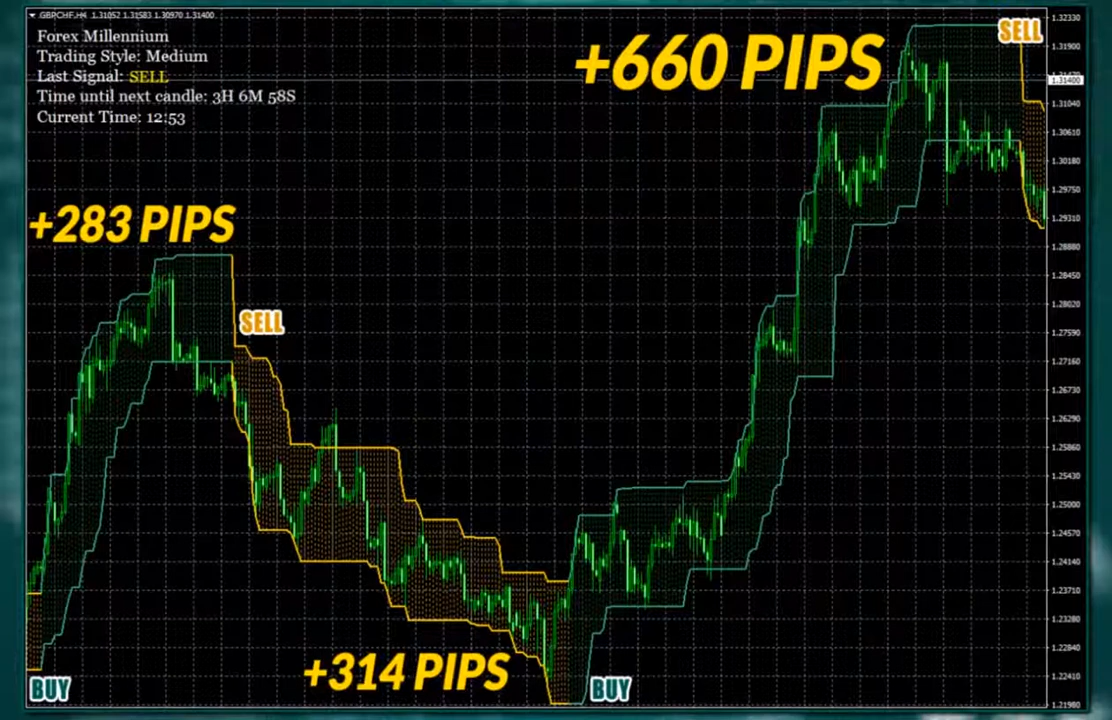 GBPCHF,H4 1.31057 1.31583 1.30970 1.31400
Forex Millennium
Trading Style: Medium
Last Signal: SELL
Time until next candle: 3H 6M 58S
Current Time: 12:53
+660 PIPS
SELL
+283 PIPS
SELL
+314 PIPS
BUY
BUY
1.32330
1.31900
1.31400
1.31040
1.30610
1.30180
1.29750
1.29310
1.28880
1.28450
1.28020
1.27590
1.27160
1.26730
1.26290
1.25860
1.25430
1.25000
1.24570
1.24140
1.23710
1.23280
1.22840
1.22410
1.21980